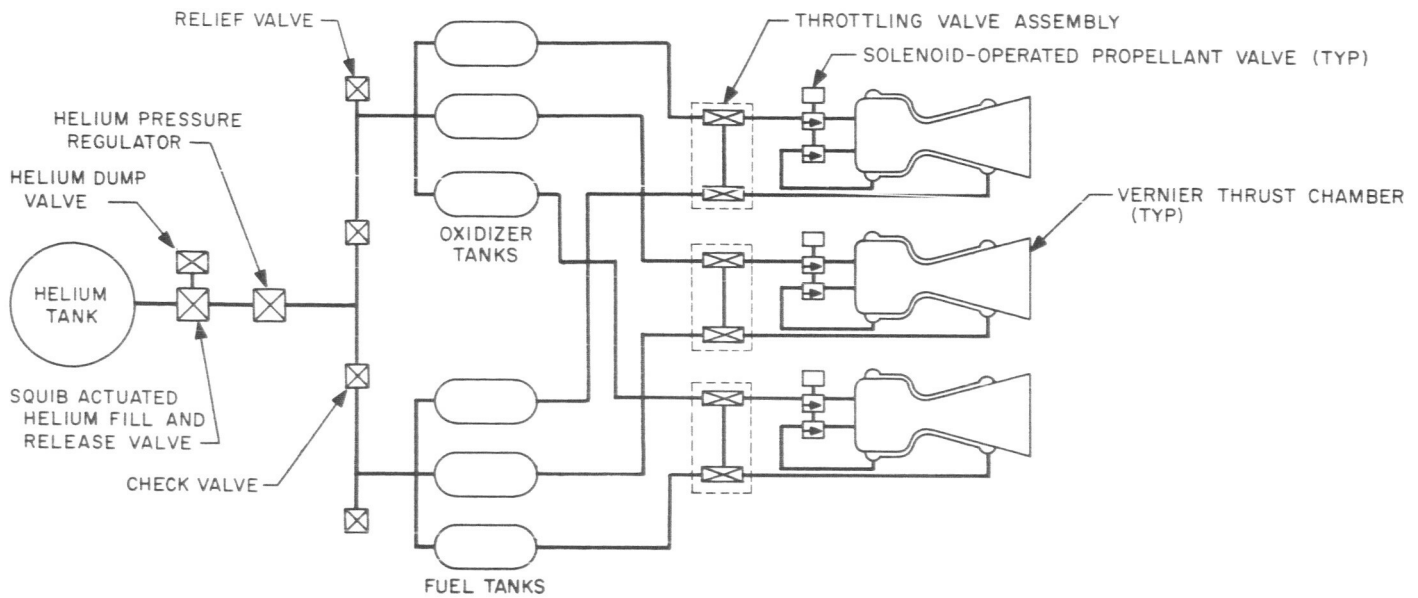 RELIEF VALVE
THROTTLING VALVE ASSEMBLY
SOLENOID-OPERATED PROPELLANT VALVE (TYP)
HELIUM PRESSURE
REGULATOR
HELIUM DUMP
VALVE
VERNIER THRUST CHAMBER
(TYP)
OXIDIZER
TANKS
HELIUM
TANK
SQUIB ACTUATED
HELIUM FILL AND
RELEASE VALVE
CHECK VALVE
FUEL TANKS